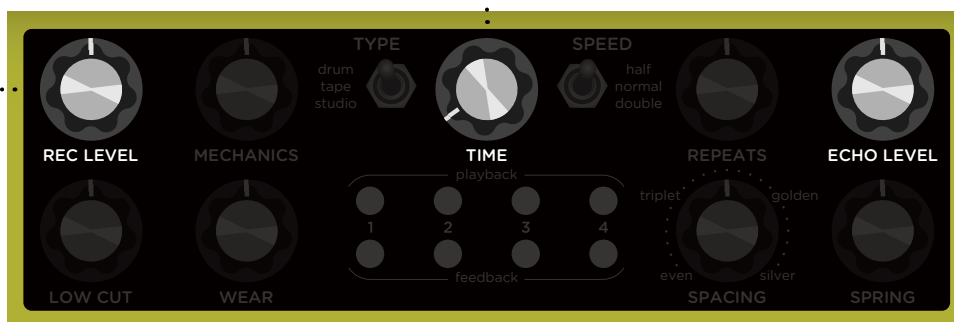 TYPE
SPEED
drum
tape
studio
half
normal
double
REC LEVEL
MECHANICS
TIME
REPEATS
ECHO LEVEL
playback
triplet
golden
1 2 3 4
even
silver
feedback
LOW CUT
WEAR
SPACING
SPRING